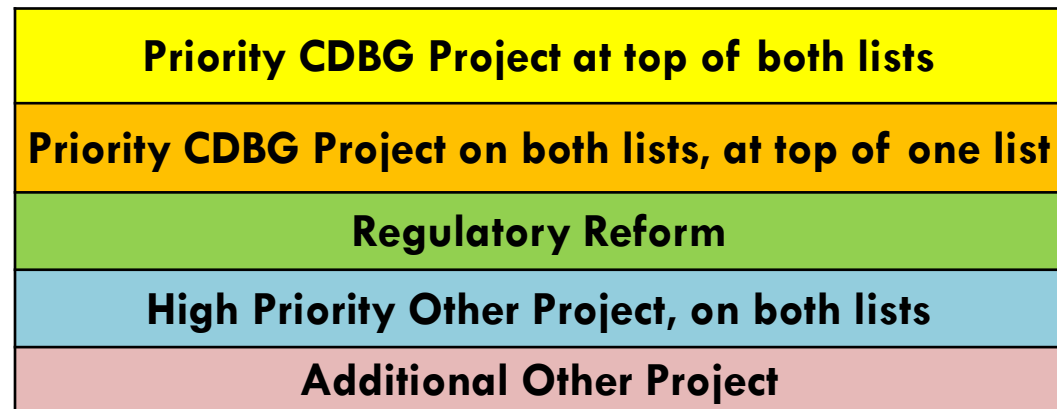 Priority CDBG Project at top of both lists
Priority CDBG Project on both lists, at top of one list
Regulatory Reform
High Priority Other Project, on both lists
Additional Other Project